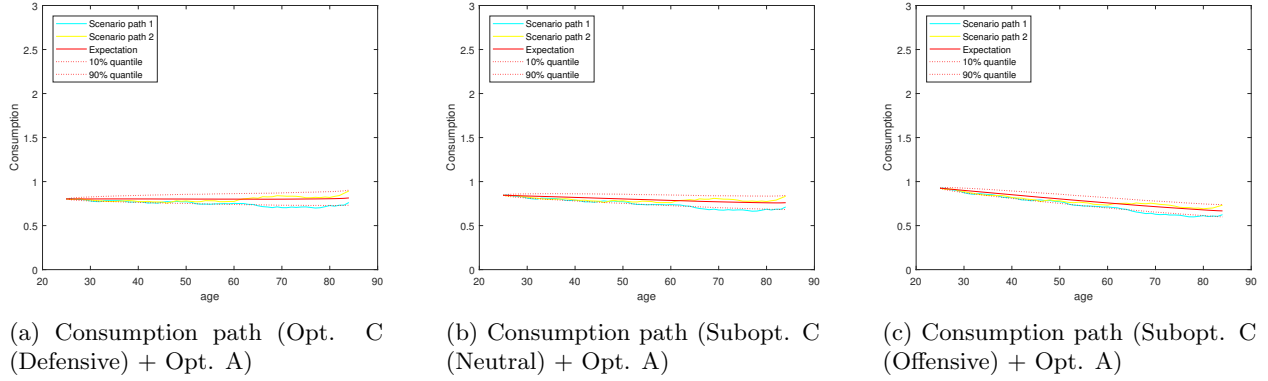 3
2.5
2
1.5
1
0.5
0
Consumption
Scenario path 1
Scenario path 2
Expectation
10% quantile
90% quantile
20 30 40 50 60 70 80 90
age
(a) Consumption path (Opt. C
(Defensive) + Opt. A)
3
2.5
2
1.5
1
0.5
0
Consumption
Scenario path 1
Scenario path 2
Expectation
10% quantile
90% quantile
20 30 40 50 60 70 80 90
age
(b) Consumption path (Subopt. C
(Neutral) + Opt. A)
3
2.5
2
1.5
1
0.5
0
Consumption
Scenario path 1
Scenario path 2
Expectation
10% quantile
90% quantile
20 30 40 50 60 70 80 90
age
(c) Consumption path (Subopt. C
(Offensive) + Opt. A)